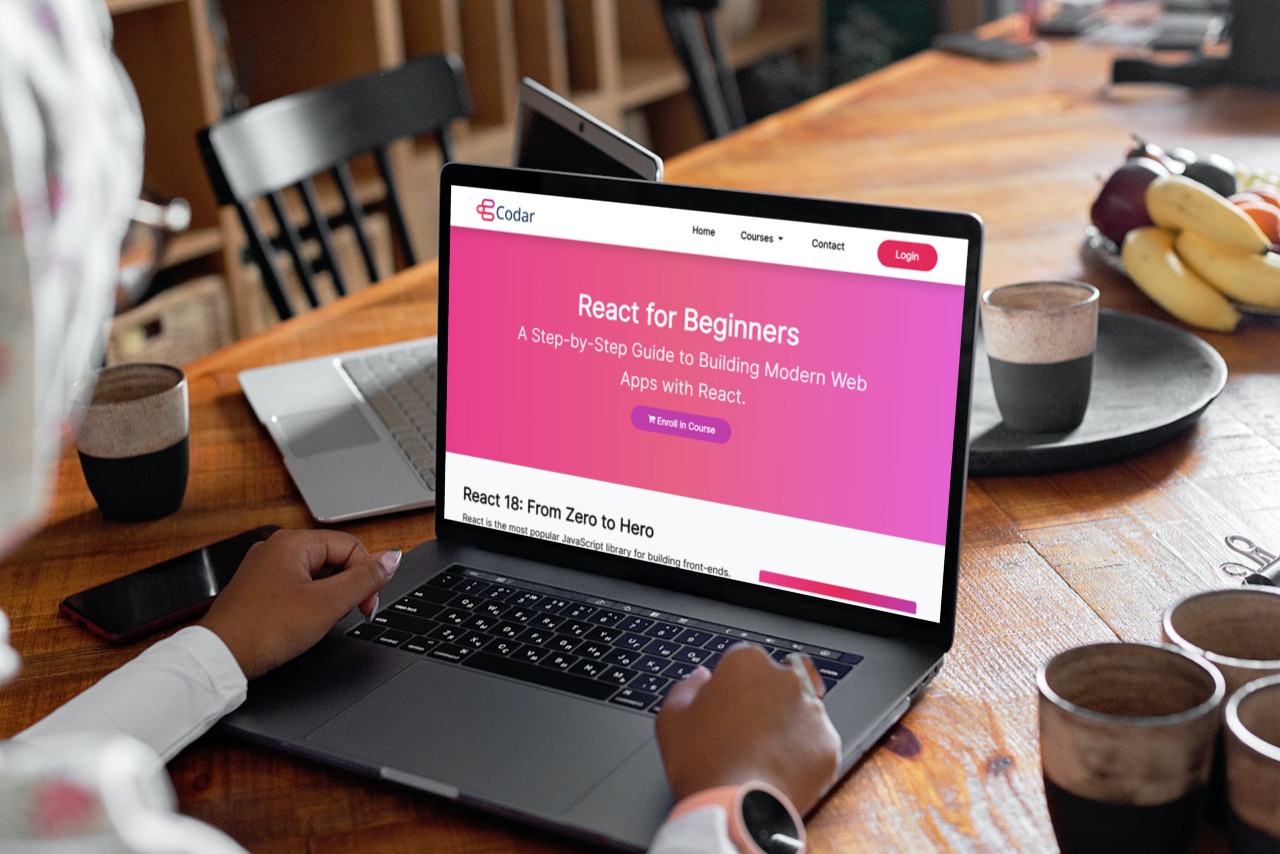 Codar
Home Courses Contact Login
React for Beginners
A Step-by-Step Guide to Building Modern Web
Apps with React.
Enroll in Course
React 18: From Zero to Hero
React is the most popular JavaScript library for building front-ends.